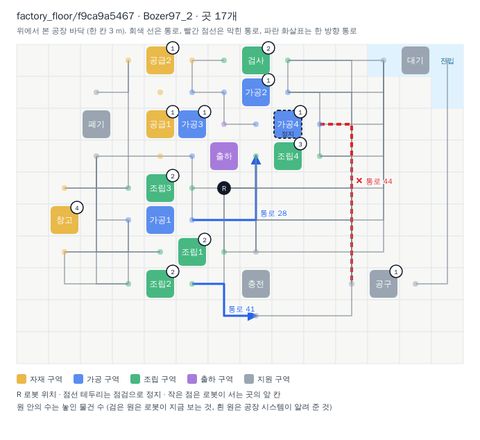 factory_floor/f9ca9a5467 · Bozer97_2 · 곳 17개
위에서 본 공장 바닥 (한 칸 3 m). 회색 선은 통로, 빨간 점선은 막힌 통로, 파란 화살표는 한 방향 통로
공급2 1
검사 2
대기
전립
가공2 1
폐기
공급1 1
가공3 1
가공4 1
정지
출하
조립4 3
통로 44
조립3 2
R
창고 4
가공1
통로 28
조립1 2
조립2 2
충전
공구 1
통로 41
자재 구역
가공 구역
조립 구역
출하 구역
지원 구역
R 로봇 위치 · 점선 테두리는 점검으로 정지 · 작은 점은 로봇이 서는 곳의 앞 칸
원 안의 수는 놓인 물건 수 (검은 원은 로봇이 지금 보는 것, 흰 원은 공장 시스템이 알려 준 것)